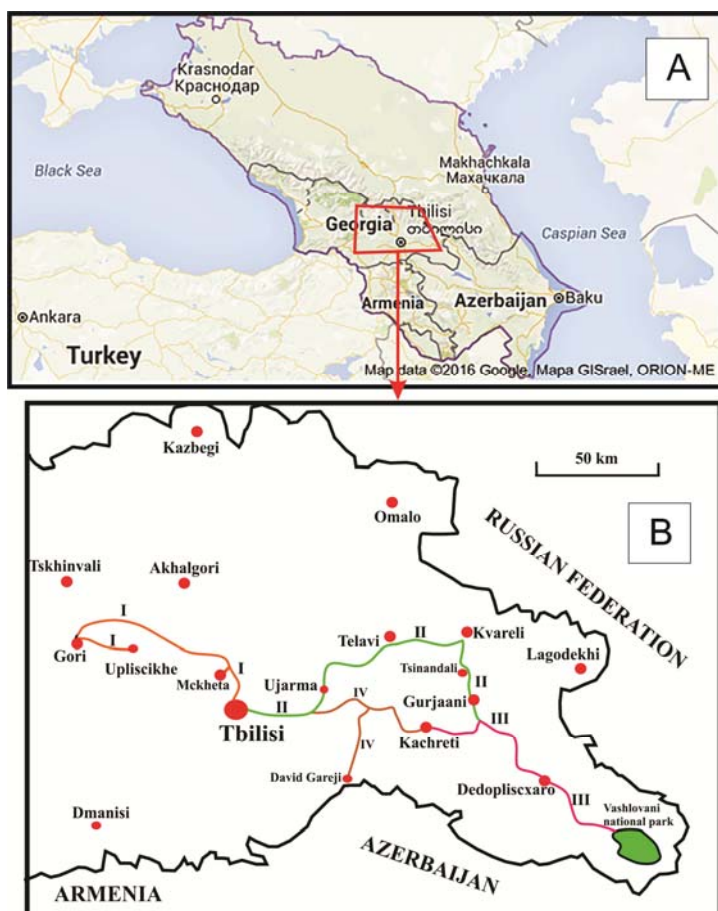 A
Krasnodar
Краснодар
Makhachkala
Махачкала
Black Sea
Georgia
Tbilisi
თბილისი
Caspian Sea
Armenia
Azerbaijan
Baku
Ankara
Turkey
Map data ©2016 Google, Mapa GISrael, ORION-ME
Kazbegi
50 km
Omalo
RUSSIAN FEDERATION
B
Tskhinvali
Akhalgori
I
I
Gori
Upliscikhe
I
Mckheta
Telavi
II
Kvareli
Lagodekhi
Tsinandali
II
Ujarma
IV
Gurjaani
II
Tbilisi
III
Kachreti
IV
David Gareji
Dedopliscxaro
III
Vashlovani
national park
Dmanisi
AZERBAIJAN
ARMENIA